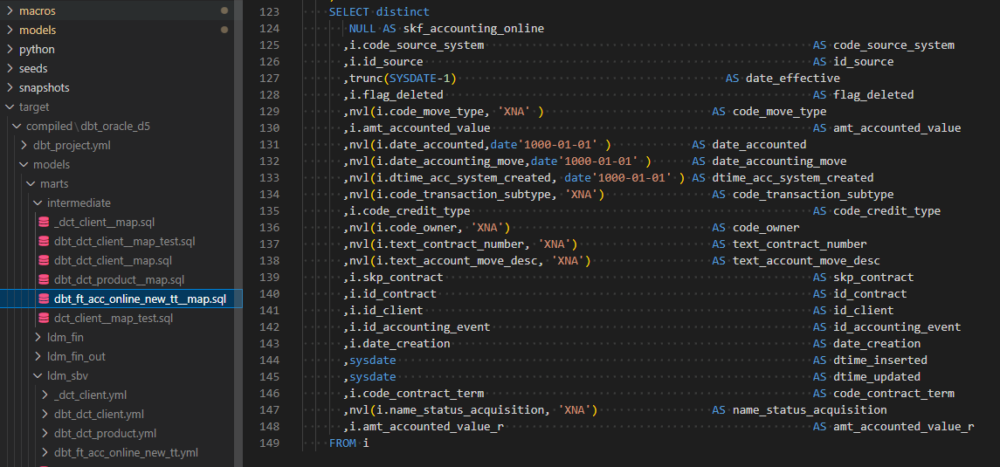 macros
models
python
seeds
snapshots
target
compiled\dbt_oracle_d5
dbt_project.yml
models
marts
intermediate
_dct_client__map.sql
dbt_dct_client__map_test.sql
dbt_dct_client__map.sql
dbt_dct_product__map.sql
dbt_ft_acc_online_new_tt__map.sql
dct_client__map_test.sql
ldm_fin
ldm_fin_out
ldm_sbv
_dct_client.yml
dbt_dct_client.yml
dbt_dct_product.yml
dbt_ft_acc_online_new_tt.yml
123 SELECT distinct
124 NULL AS skf_accounting_online
125 ,i.code_source_system AS code_source_system
126 ,i.id_source AS id_source
127 ,trunc(SYSDATE-1) AS date_effective
128 ,i.flag_deleted AS flag_deleted
129 ,nvl(i.code_move_type, 'XNA' ) AS code_move_type
130 ,i.amt_accounted_value AS amt_accounted_value
131 ,nvl(i.date_accounted,date'1000-01-01' ) AS date_accounted
132 ,nvl(i.date_accounting_move,date'1000-01-01' ) AS date_accounting_move
133 ,nvl(i.dtime_acc_system_created, date'1000-01-01' ) AS dtime_acc_system_created
134 ,nvl(i.code_transaction_subtype, 'XNA') AS code_transaction_subtype
135 ,i.code_credit_type AS code_credit_type
136 ,nvl(i.code_owner, 'XNA') AS code_owner
137 ,nvl(i.text_contract_number, 'XNA') AS text_contract_number
138 ,nvl(i.text_account_move_desc, 'XNA') AS text_account_move_desc
139 ,i.skp_contract AS skp_contract
140 ,i.id_contract AS id_contract
141 ,i.id_client AS id_client
142 ,i.id_accounting_event AS id_accounting_event
143 ,i.date_creation AS date_creation
144 ,sysdate AS dtime_inserted
145 ,sysdate AS dtime_updated
146 ,i.code_contract_term AS code_contract_term
147 ,nvl(i.name_status_acquisition, 'XNA') AS name_status_acquisition
148 ,i.amt_accounted_value_r AS amt_accounted_value_r
149 FROM i